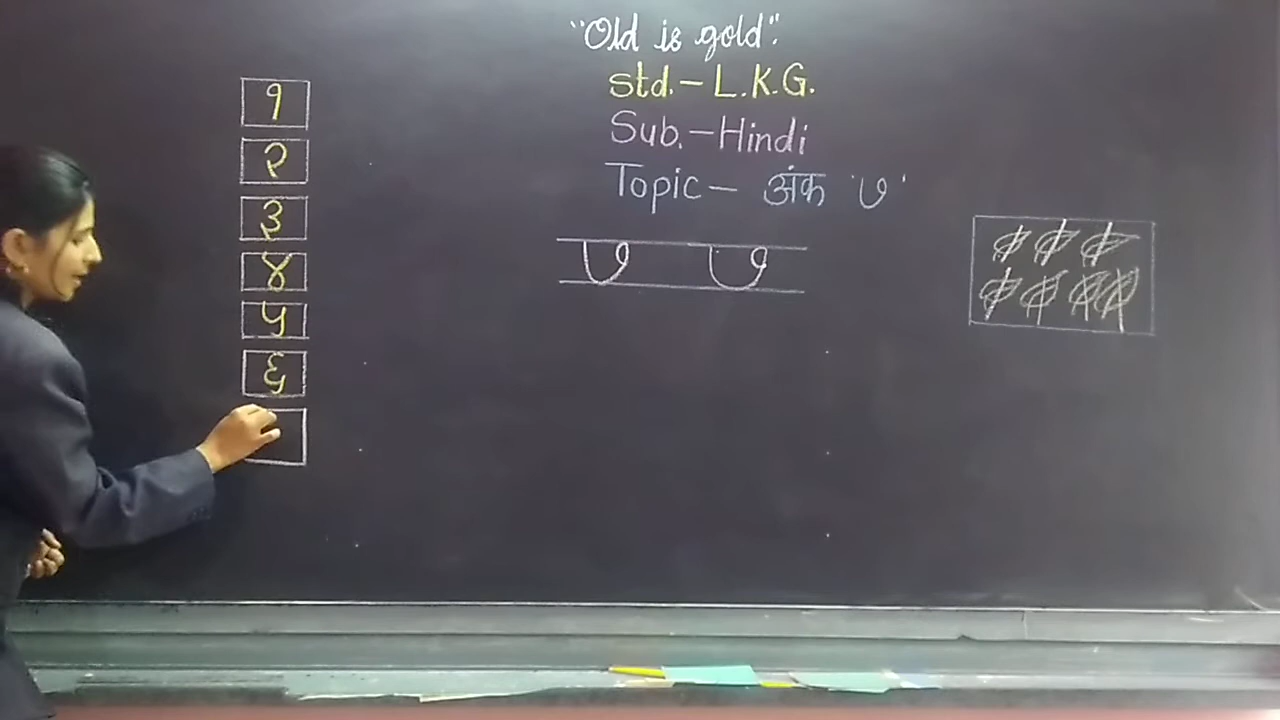 "Old is gold".
Std. - L.K.G.
Sub. - Hindi
Topic - अंक '७'
१
२
३
४
५
६
७ ७